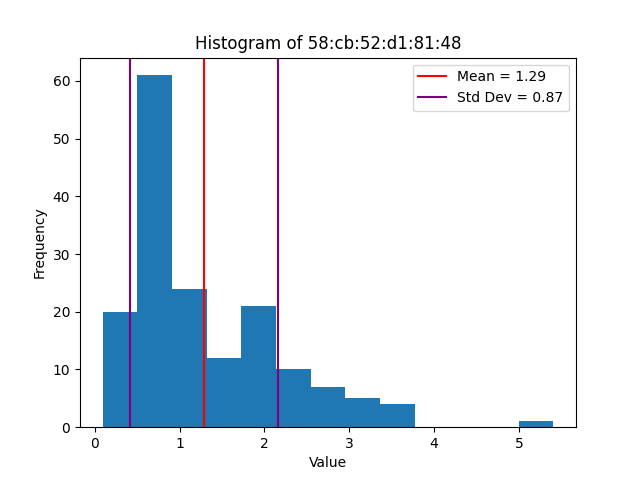 Histogram of 58:cb:52:d1:81:48
Mean = 1.29
Std Dev = 0.87
60
50
40
30
20
10
0
Frequency
0 1 2 3 4 5
Value